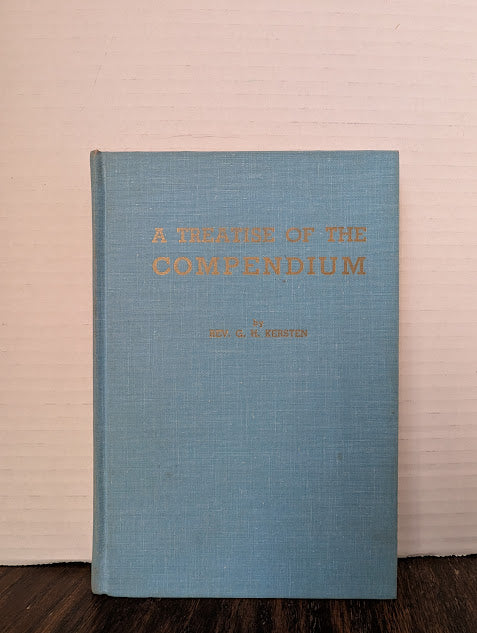 A TREATISE OF THE
COMPENDIUM
by
REV. G. H. KERSTEN